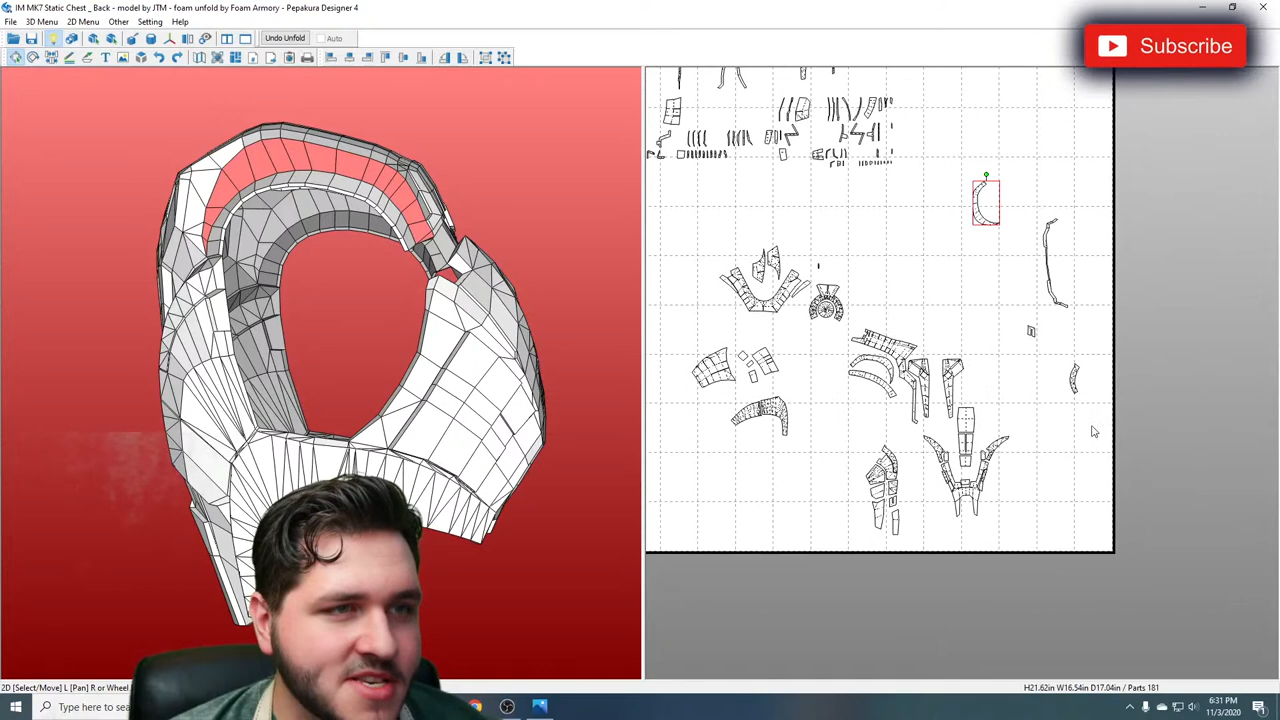 IM MK7 Static Chest _ Back - model by JTM - foam unfold by Foam Armory - Pepakura Designer 4
File 3D Menu 2D Menu Other Setting Help
Undo Unfold Auto
Subscribe
2D [Select/Move] L [Pan] R or Wheel
H21.62in W16.54in D17.04in / Parts 181
Type here to sea
6:31 PM
11/3/2020
1